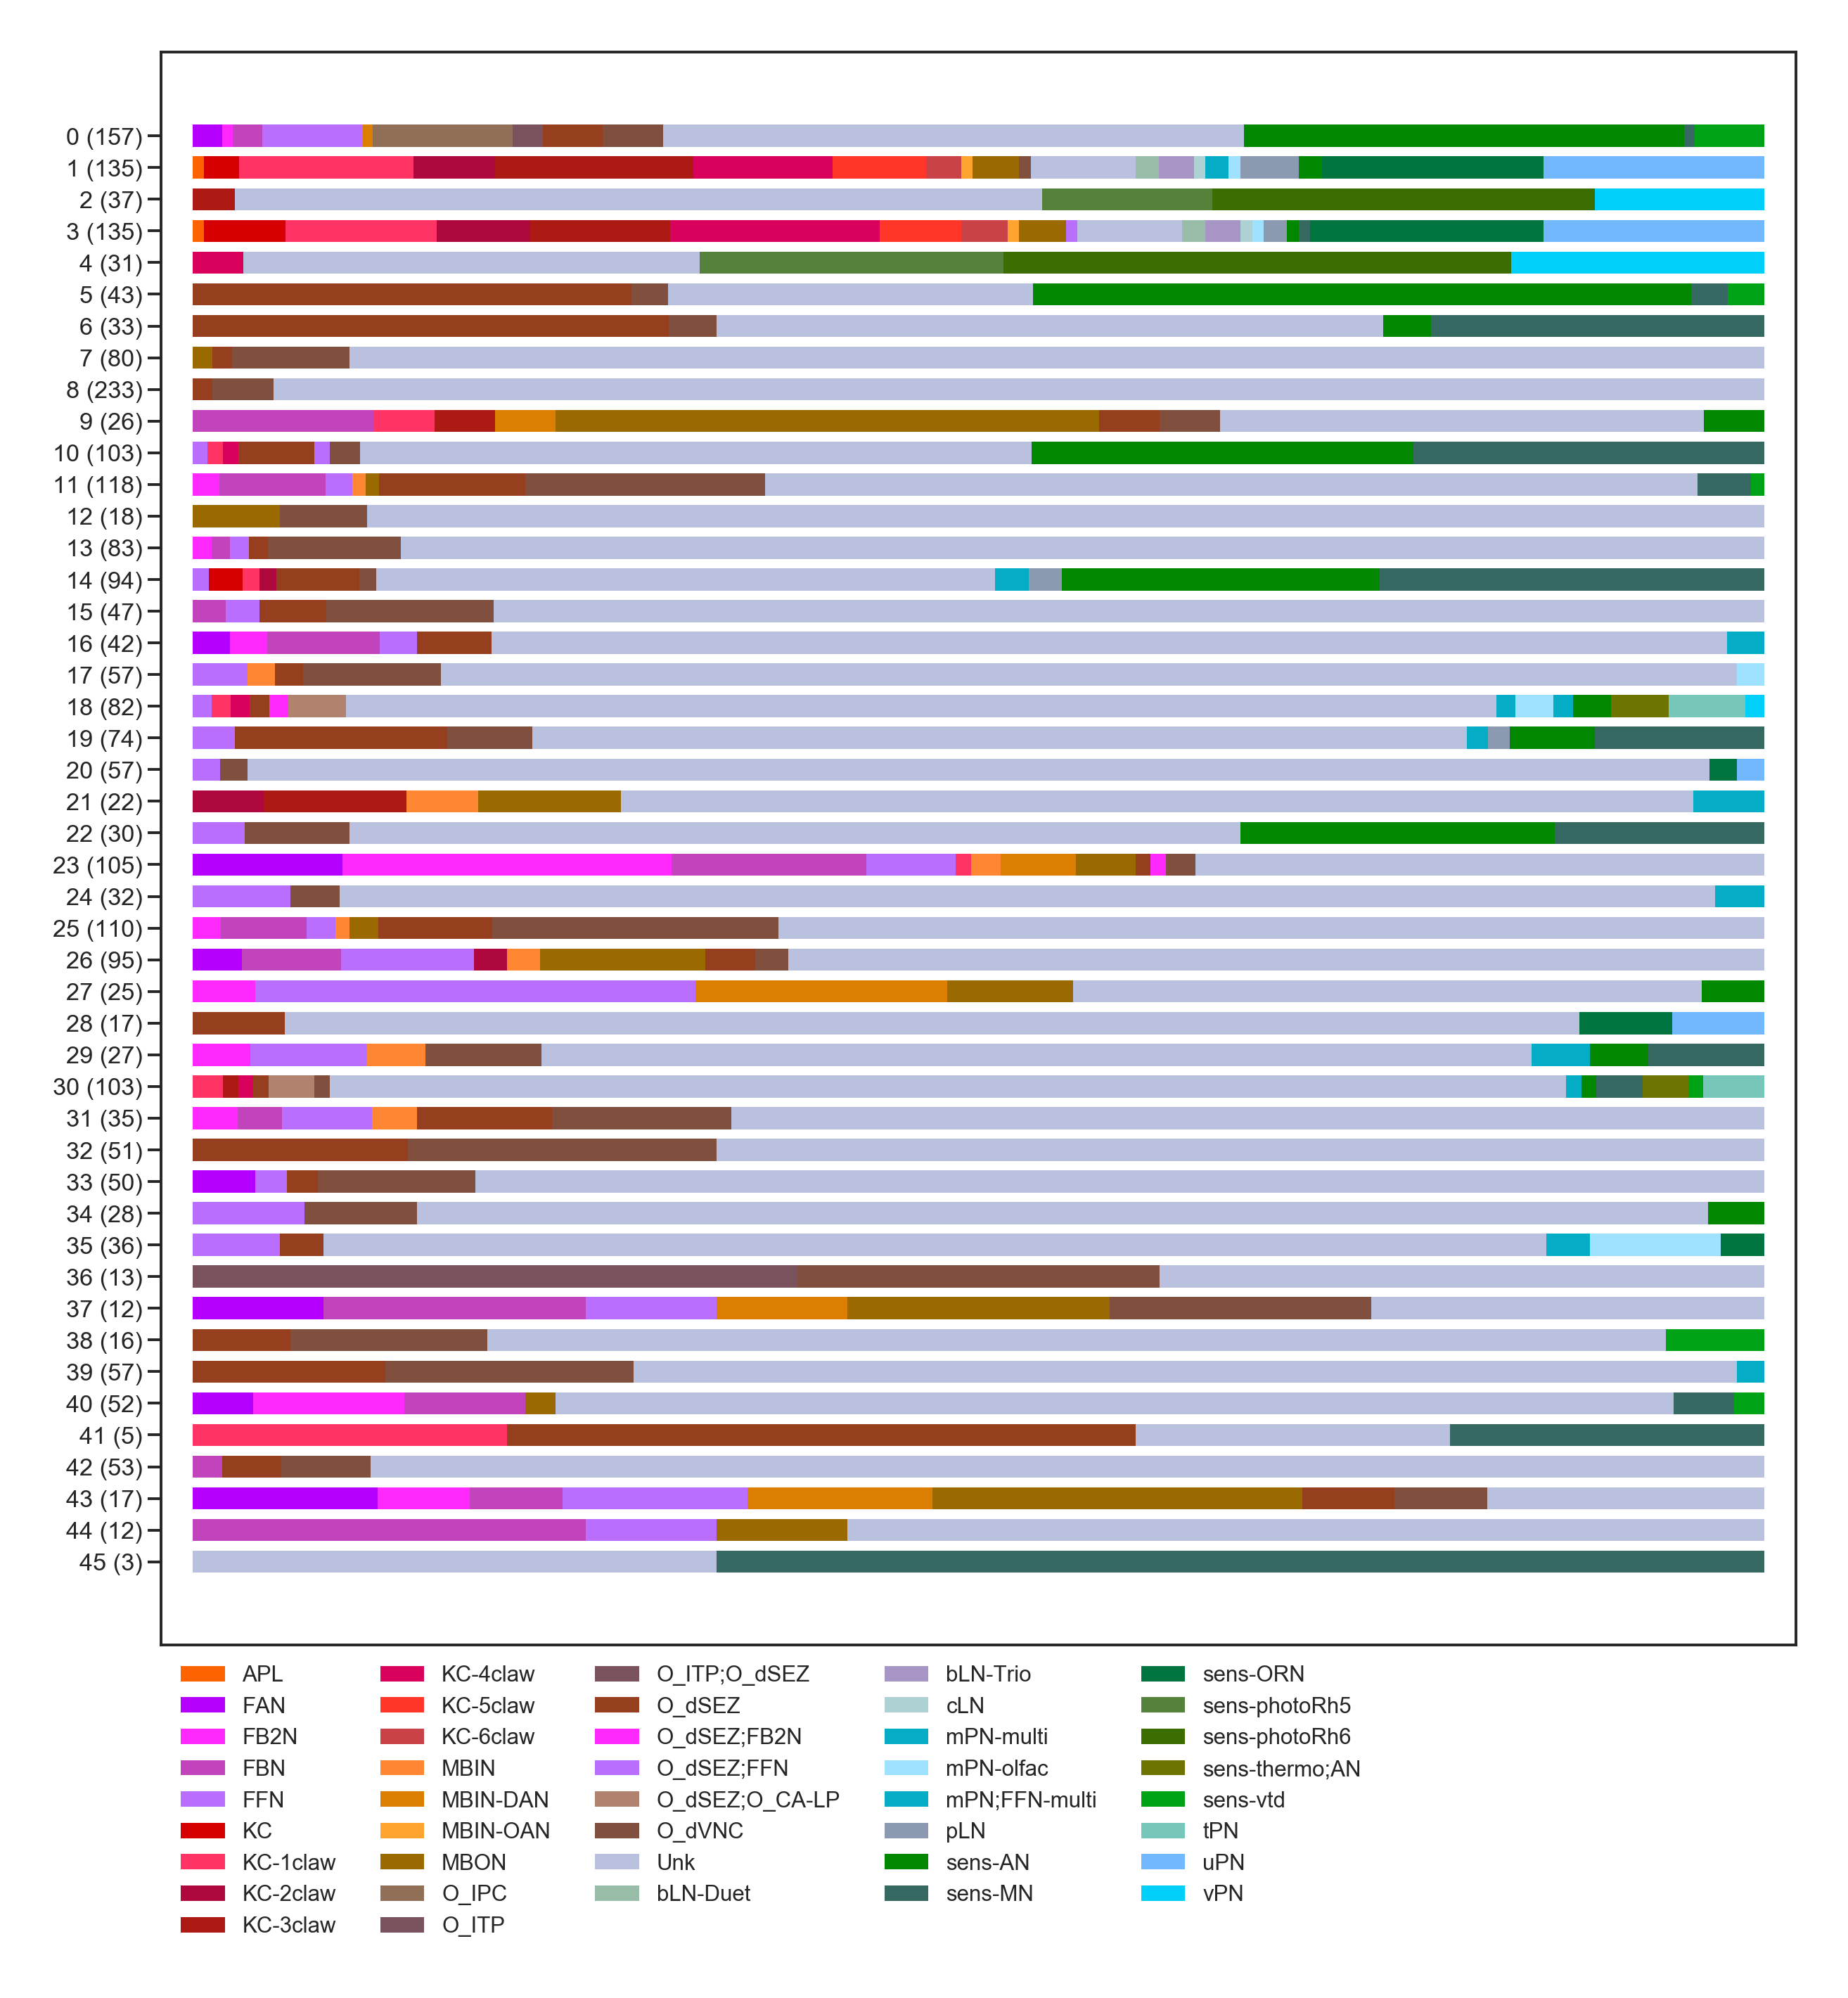 0 (157)
1 (135)
2 (37)
3 (135)
4 (31)
5 (43)
6 (33)
7 (80)
8 (233)
9 (26)
10 (103)
11 (118)
12 (18)
13 (83)
14 (94)
15 (47)
16 (42)
17 (57)
18 (82)
19 (74)
20 (57)
21 (22)
22 (30)
23 (105)
24 (32)
25 (110)
26 (95)
27 (25)
28 (17)
29 (27)
30 (103)
31 (35)
32 (51)
33 (50)
34 (28)
35 (36)
36 (13)
37 (12)
38 (16)
39 (57)
40 (52)
41 (5)
42 (53)
43 (17)
44 (12)
45 (3)
APL
FAN
FB2N
FBN
FFN
KC
KC-1claw
KC-2claw
KC-3claw
KC-4claw
KC-5claw
KC-6claw
MBIN
MBIN-DAN
MBIN-OAN
MBON
O_IPC
O_ITP
O_ITP;O_dSEZ
O_dSEZ
O_dSEZ;FB2N
O_dSEZ;FFN
O_dSEZ;O_CA-LP
O_dVNC
Unk
bLN-Duet
bLN-Trio
cLN
mPN-multi
mPN-olfac
mPN;FFN-multi
pLN
sens-AN
sens-MN
sens-ORN
sens-photoRh5
sens-photoRh6
sens-thermo;AN
sens-vtd
tPN
uPN
vPN